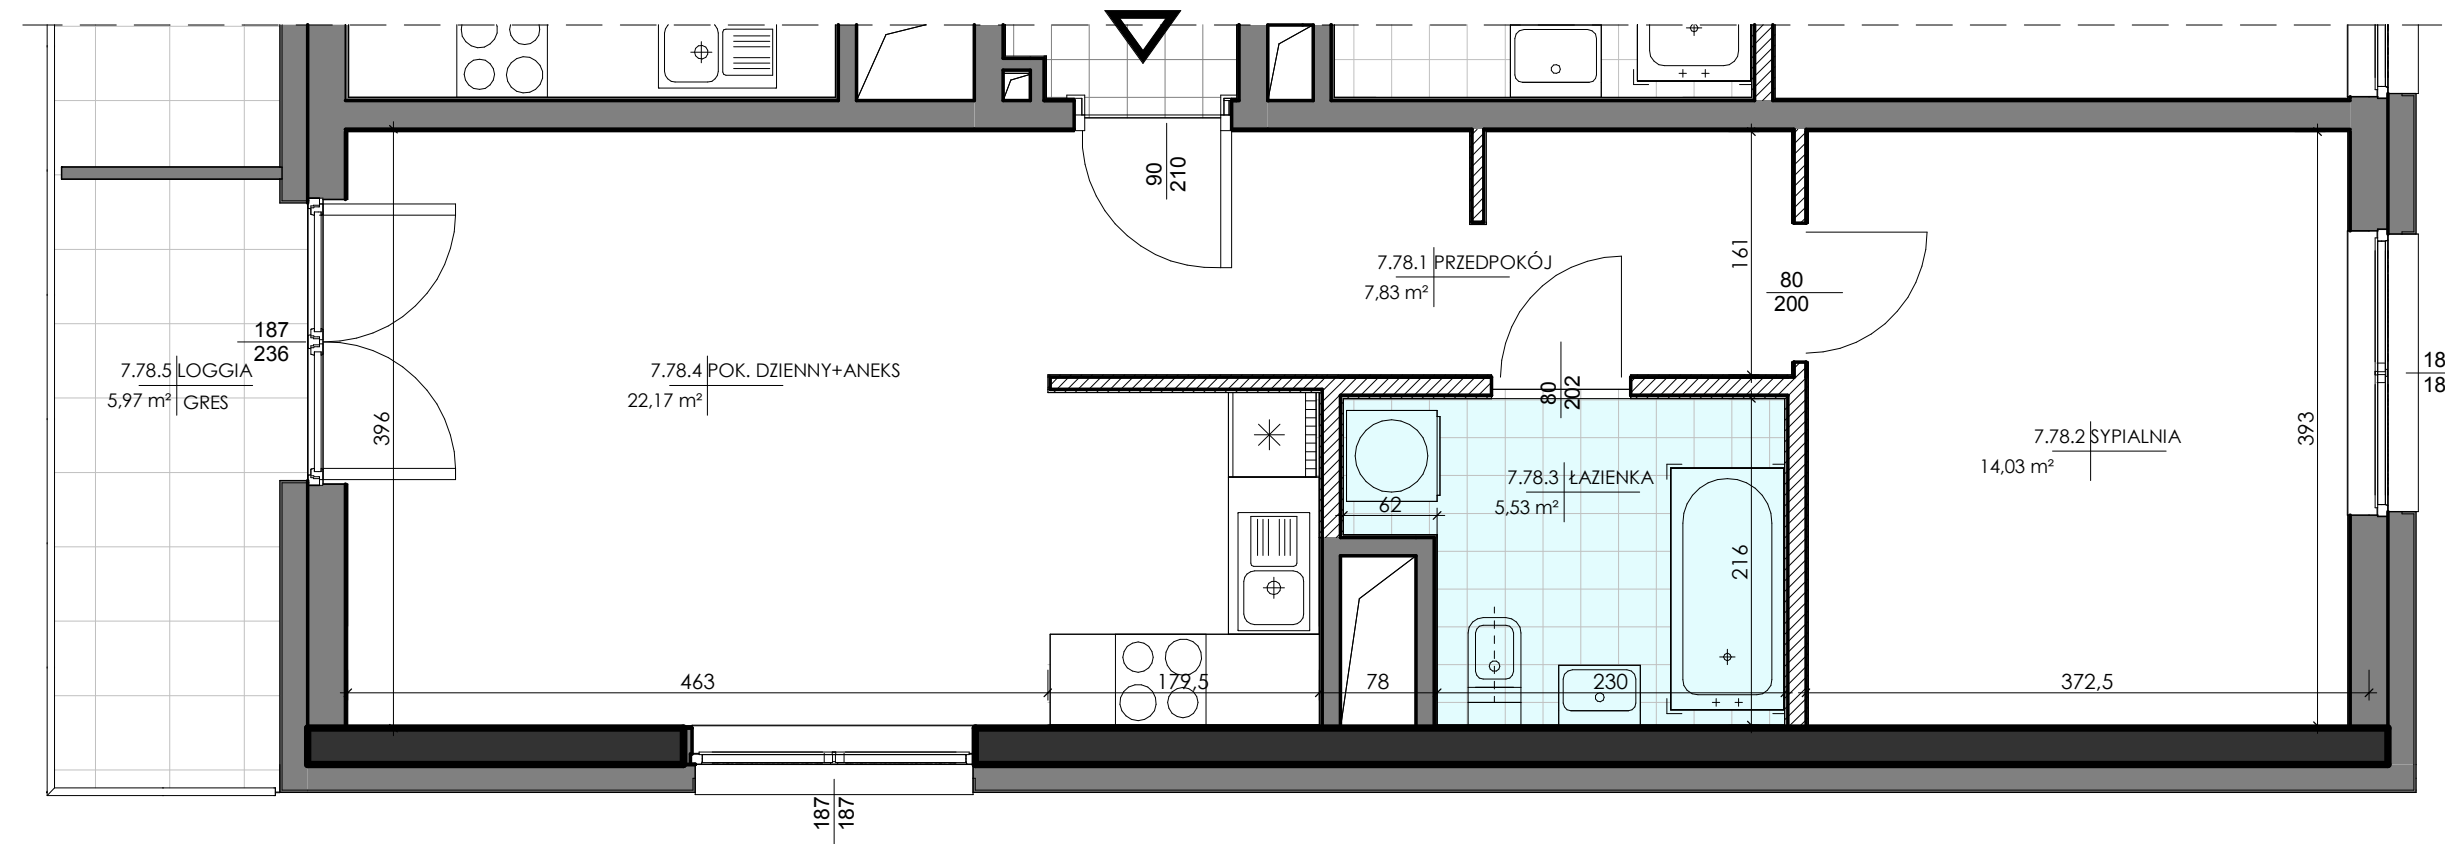 90
210
7.78.1 PRZEDPOKÓJ
7,83 m²
161
80
200
187
236
7.78.5 LOGGIA
5,97 m² GRES
7.78.4 POK. DZIENNY+ANEKS
22,17 m²
396
80
202
18
18
393
7.78.2 SYPIALNIA
14,03 m²
7.78.3 ŁAZIENKA
5,53 m²
62
216
463
179,5
78
230
372,5
187
187